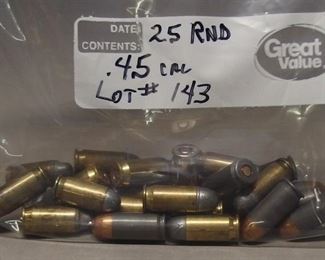 DATE: 25 RND
CONTENTS:
.45 CAL
LOT# 143
Great
Value